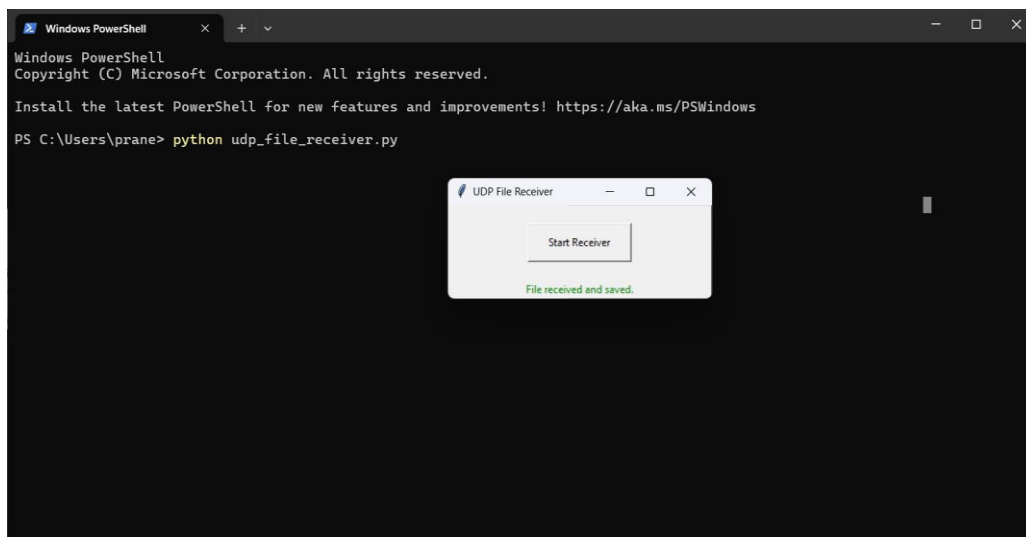 Windows PowerShell
Windows PowerShell
Copyright (C) Microsoft Corporation. All rights reserved.
Install the latest PowerShell for new features and improvements! https://aka.ms/PSWindows
PS C:\Users\prane> python udp_file_receiver.py
UDP File Receiver
Start Receiver
File received and saved.